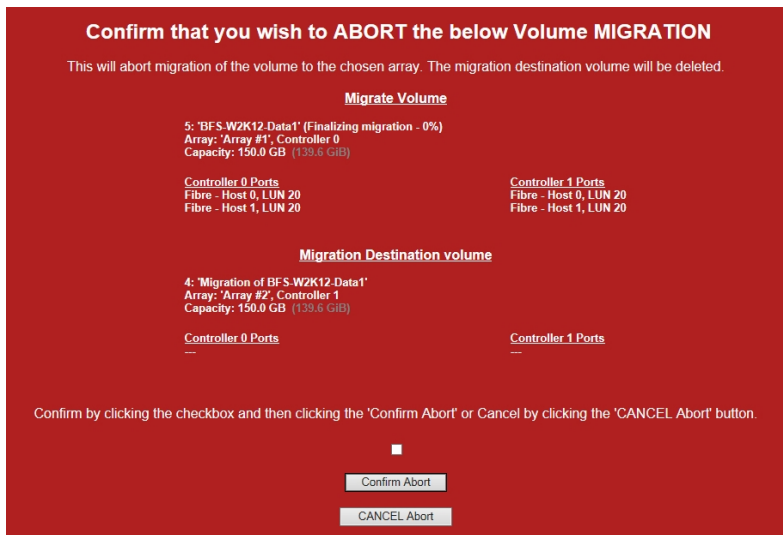 Confirm that you wish to ABORT the below Volume MIGRATION
This will abort migration of the volume to the chosen array. The migration destination volume will be deleted.
Migrate Volume
5: 'BFS-W2K12-Data1' (Finalizing migration - 0%)
Array: 'Array #1', Controller 0
Capacity: 150.0 GB (139.6 GiB)
Controller 0 Ports
Fibre - Host 0, LUN 20
Fibre - Host 1, LUN 20
Controller 1 Ports
Fibre - Host 0, LUN 20
Fibre - Host 1, LUN 20
Migration Destination volume
4: 'Migration of BFS-W2K12-Data1'
Array: 'Array #2', Controller 1
Capacity: 150.0 GB (139.6 GiB)
Controller 0 Ports
---
Controller 1 Ports
---
Confirm by clicking the checkbox and then clicking the 'Confirm Abort' or Cancel by clicking the 'CANCEL Abort' button.
Confirm Abort
CANCEL Abort